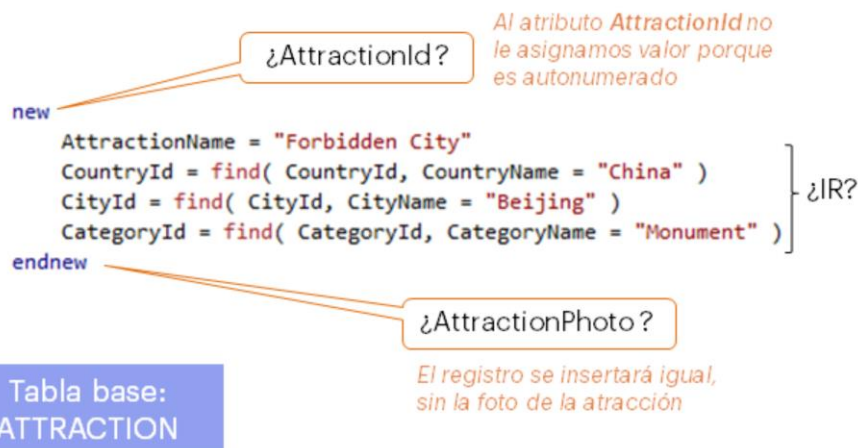 ¿AttractionId?
Al atributo AttractionId no
le asignamos valor porque
es autonumerado
new
AttractionName = "Forbidden City"
CountryId = find( CountryId, CountryName = "China" )
CityId = find( CityId, CityName = "Beijing" )
CategoryId = find( CategoryId, CategoryName = "Monument" )
¿IR?
endnew
¿AttractionPhoto?
El registro se insertará igual,
sin la foto de la atracción
Tabla base:
ATTRACTION